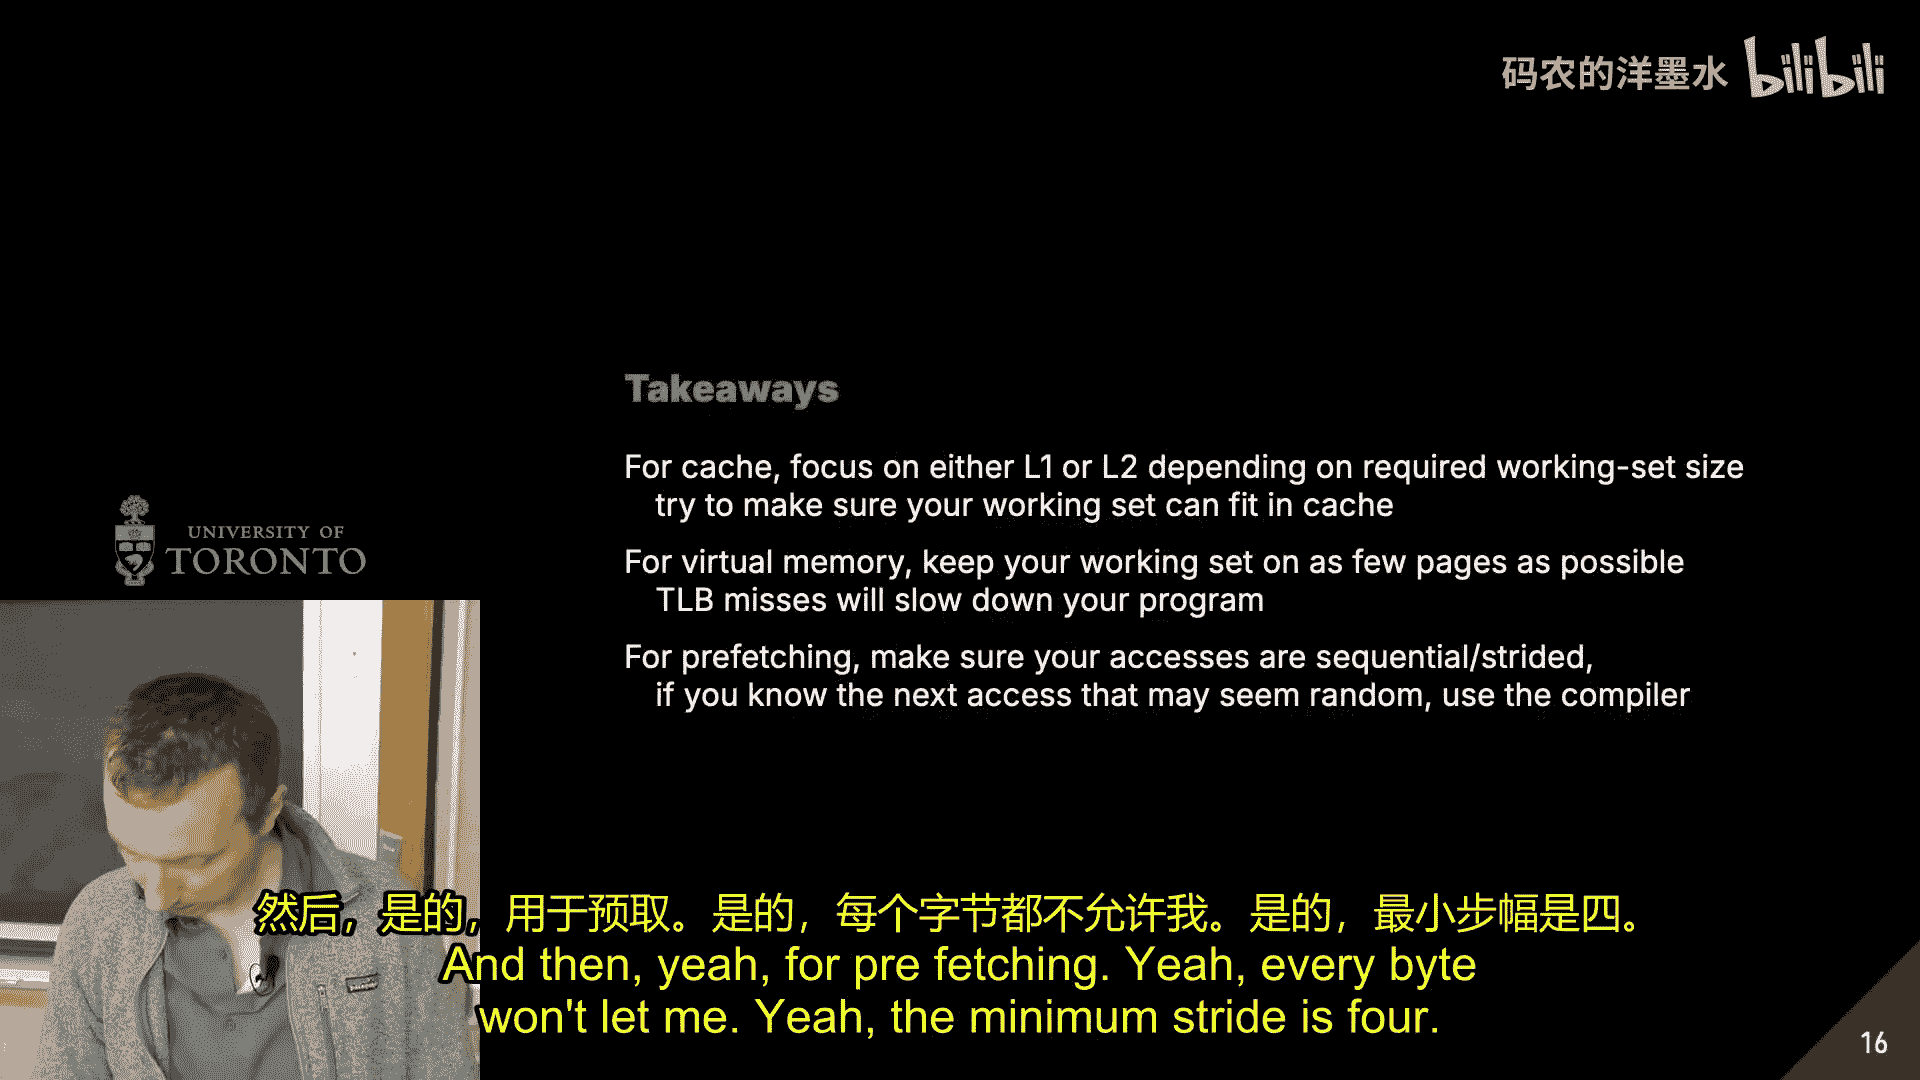 码农的洋墨水 bilibili
Takeaways
For cache, focus on either L1 or L2 depending on required working-set size
try to make sure your working set can fit in cache
For virtual memory, keep your working set on as few pages as possible
TLB misses will slow down your program
For prefetching, make sure your accesses are sequential/strided,
if you know the next access that may seem random, use the compiler
UNIVERSITY OF
TORONTO
然后，是的，用于预取。是的，每个字节都不允许我。是的，最小步幅是四。
And then, yeah, for pre fetching. Yeah, every byte
won't let me. Yeah, the minimum stride is four.
16